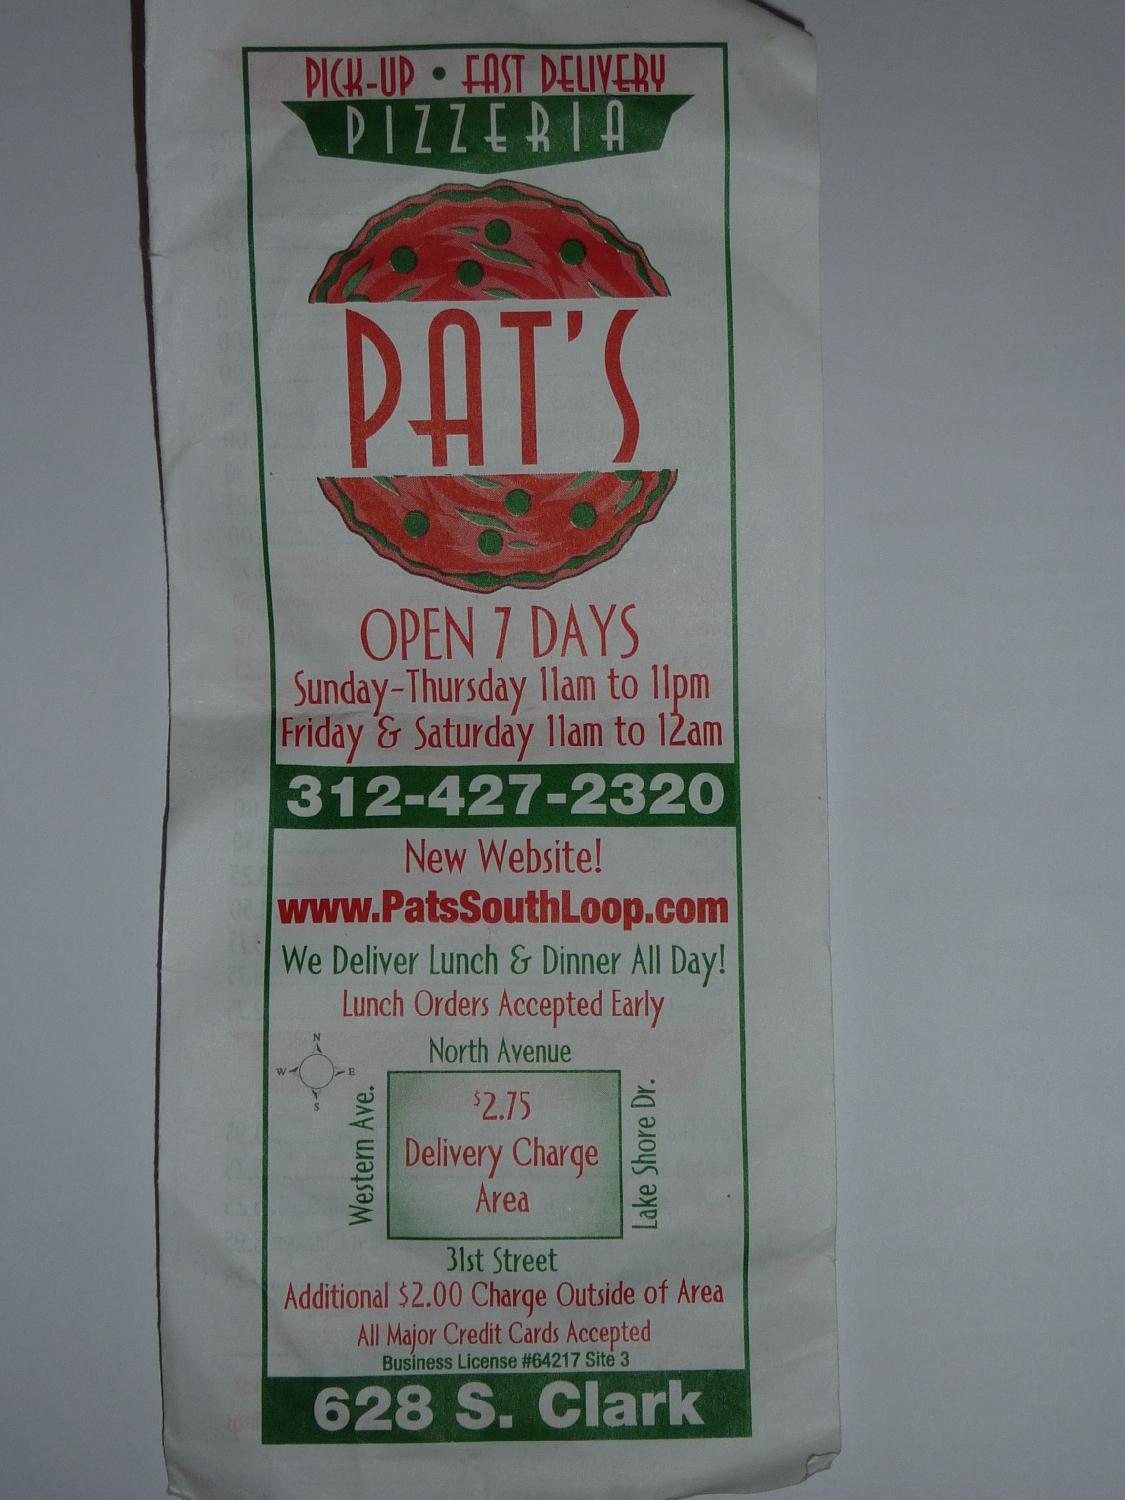 PICK-UP • FAST DELIVERY
PIZZERIA
PAT'S
OPEN 7 DAYS
Sunday-Thursday 11am to 11pm
Friday & Saturday 11am to 12am
312-427-2320
New Website!
www.PatsSouthLoop.com
We Deliver Lunch & Dinner All Day!
Lunch Orders Accepted Early
N
W E
S
North Avenue
Western Ave.
$2.75
Delivery Charge
Area
Lake Shore Dr.
31st Street
Additional $2.00 Charge Outside of Area
All Major Credit Cards Accepted
Business License #64217 Site 3
628 S. Clark